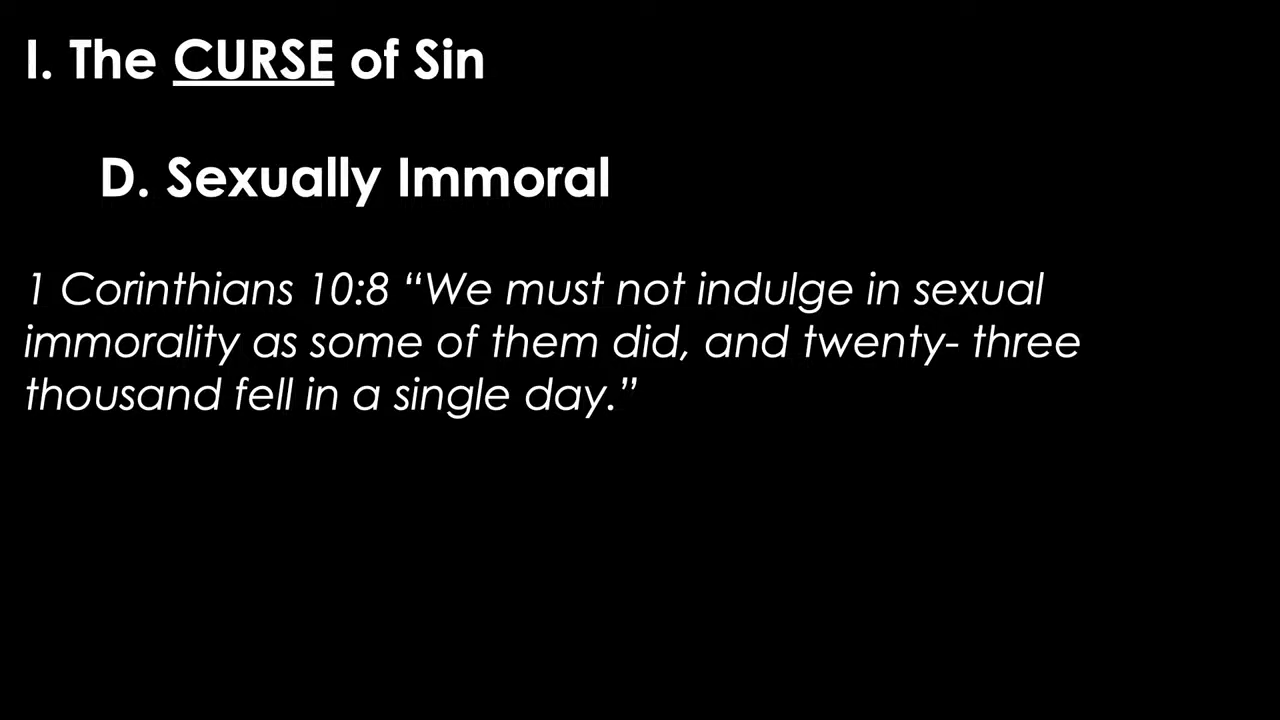 I. The CURSE of Sin
D. Sexually Immoral
1 Corinthians 10:8 “We must not indulge in sexual
immorality as some of them did, and twenty- three
thousand fell in a single day.”